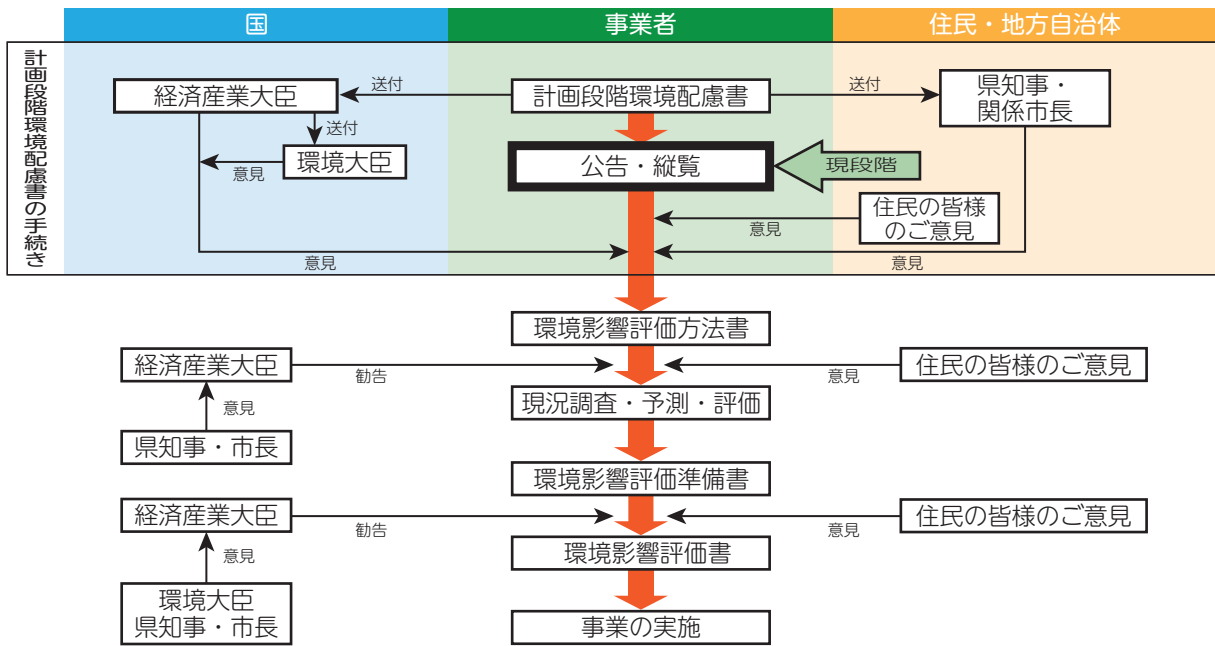 国
事業者
住民・地方自治体
計画段階環境配慮書の手続き
経済産業大臣
送付
計画段階環境配慮書
送付
県知事・
関係市長
送付
環境大臣
意見
公告・縦覧
現段階
住民の皆様
のご意見
意見
意見
意見
環境影響評価方法書
経済産業大臣
勧告
意見
住民の皆様のご意見
意見
現況調査・予測・評価
県知事・市長
環境影響評価準備書
経済産業大臣
勧告
意見
住民の皆様のご意見
意見
環境影響評価書
環境大臣
県知事・市長
事業の実施